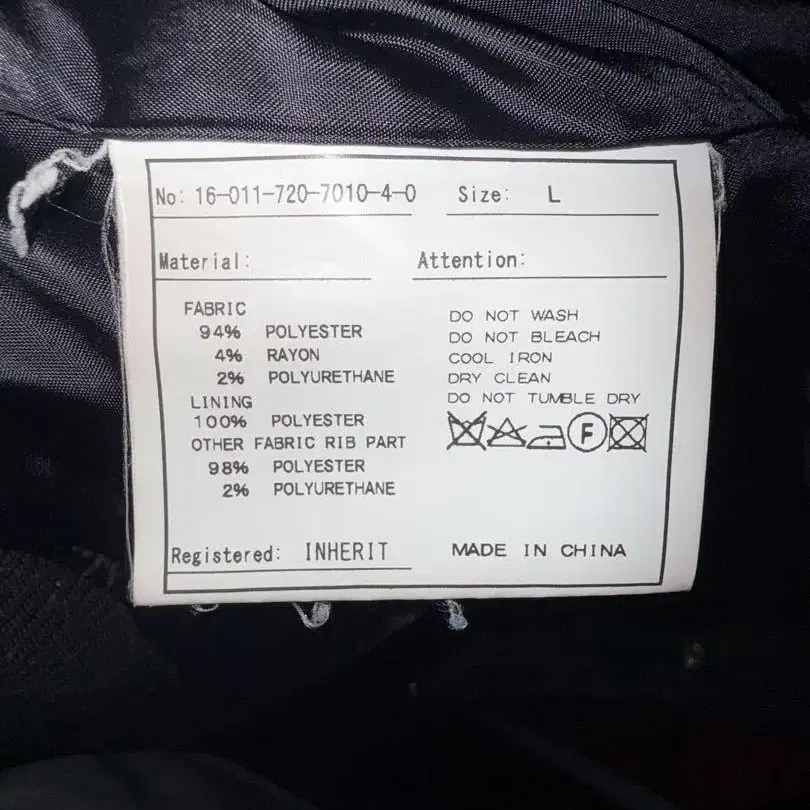 No: 16-011-720-7010-4-0 Size: L
Material: Attention:
FABRIC
94% POLYESTER
4% RAYON
2% POLYURETHANE
LINING
100% POLYESTER
OTHER FABRIC RIB PART
98% POLYESTER
2% POLYURETHANE
DO NOT WASH
DO NOT BLEACH
COOL IRON
DRY CLEAN
DO NOT TUMBLE DRY
F
Registered: INHERIT
MADE IN CHINA